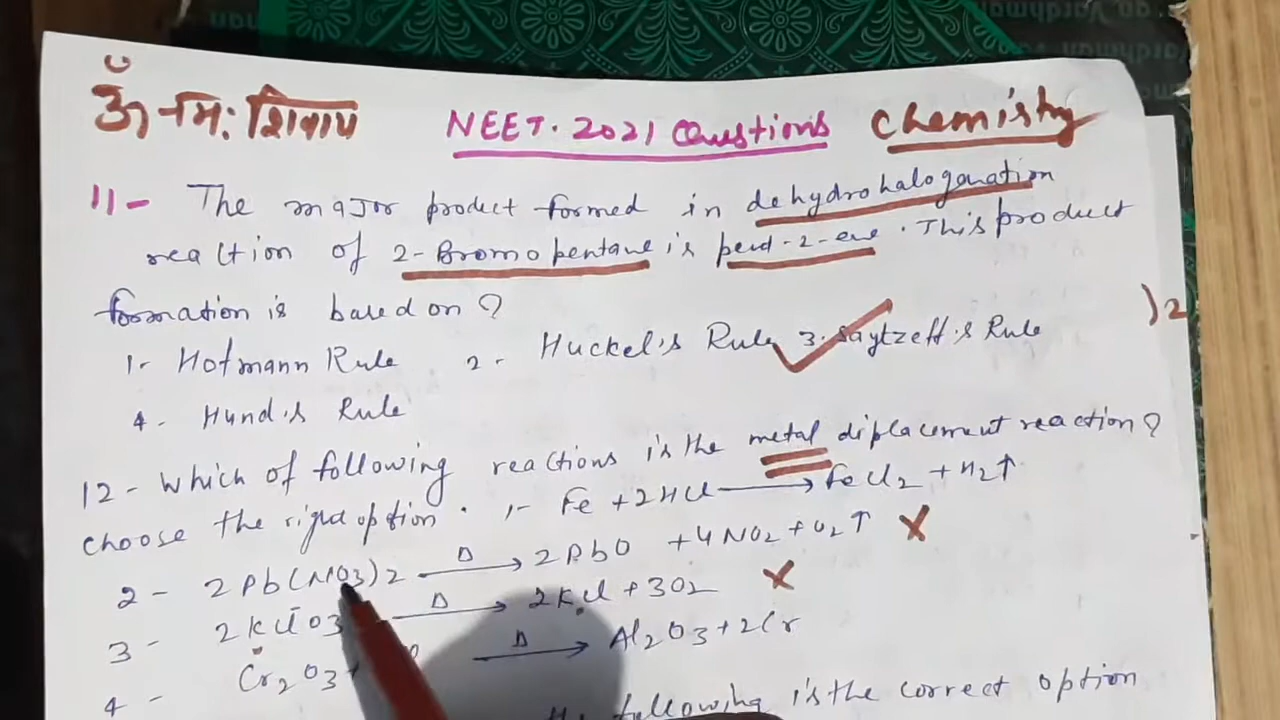 ॐ नमः शिवाय NEET. 2021 Questions Chemistry
11- The major product formed in dehydrohalogenation
reaction of 2-Bromopentane is pent-2-ene. This product
formation is based on?
1- Hofmann Rule 2- Huckel's Rule 3. Saytzeff's Rule
4- Hund's Rule
12- Which of following reactions is the metal diplacement reaction?
choose the right option. 1- Fe + 2HCl ⟶ FeCl2 + H2↑
2- 2Pb(NO3)2 —Δ→ 2PbO + 4NO2 + O2↑ X
3- 2KClO3 —Δ→ 2KCl + 3O2 X
4- Cr2O3 + —Δ→ Al2O3 + 2Cr
following is the correct option